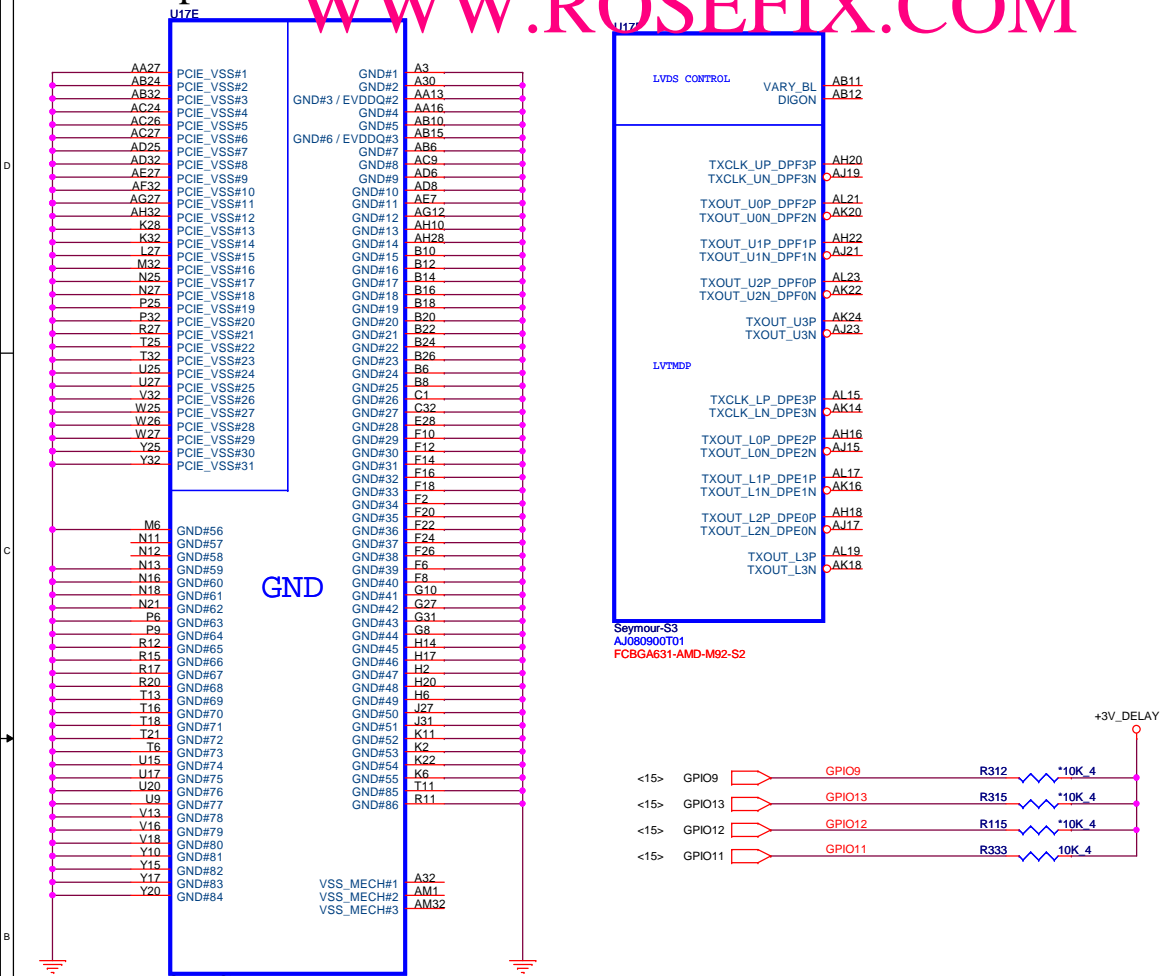 WWW.ROSEFIX.COM
U17E
AA27 PCIE_VSS#1
AB24 PCIE_VSS#2
AB32 PCIE_VSS#3
AC24 PCIE_VSS#4
AC26 PCIE_VSS#5
AC27 PCIE_VSS#6
AD25 PCIE_VSS#7
AD32 PCIE_VSS#8
AE27 PCIE_VSS#9
AF32 PCIE_VSS#10
AG27 PCIE_VSS#11
AH32 PCIE_VSS#12
K28 PCIE_VSS#13
K32 PCIE_VSS#14
L27 PCIE_VSS#15
M32 PCIE_VSS#16
N25 PCIE_VSS#17
N27 PCIE_VSS#18
P25 PCIE_VSS#19
P32 PCIE_VSS#20
R27 PCIE_VSS#21
T25 PCIE_VSS#22
T32 PCIE_VSS#23
U25 PCIE_VSS#24
U27 PCIE_VSS#25
V32 PCIE_VSS#26
W25 PCIE_VSS#27
W26 PCIE_VSS#28
W27 PCIE_VSS#29
Y25 PCIE_VSS#30
Y32 PCIE_VSS#31
M6 GND#56
N11 GND#57
N12 GND#58
N13 GND#59
N16 GND#60
N18 GND#61
N21 GND#62
P6 GND#63
P9 GND#64
R12 GND#65
R15 GND#66
R17 GND#67
R20 GND#68
T13 GND#69
T16 GND#70
T18 GND#71
T21 GND#72
T6 GND#73
U15 GND#74
U17 GND#75
U20 GND#76
U9 GND#77
V13 GND#78
V16 GND#79
V18 GND#80
Y10 GND#81
Y15 GND#82
Y17 GND#83
Y20 GND#84
GND
GND#1 A3
GND#2 A30
GND#3 / EVDDQ#2 AA13
GND#4 AA16
GND#5 AB10
GND#6 / EVDDQ#3 AB15
GND#7 AB6
GND#8 AC9
GND#9 AD6
GND#10 AD8
GND#11 AE7
GND#12 AG12
GND#13 AH10
GND#14 AH28
GND#15 B10
GND#16 B12
GND#17 B14
GND#18 B16
GND#19 B18
GND#20 B20
GND#21 B22
GND#22 B24
GND#23 B26
GND#24 B6
GND#25 B8
GND#26 C1
GND#27 C32
GND#28 E28
GND#29 F10
GND#30 F12
GND#31 F14
GND#32 F16
GND#33 F18
GND#34 F2
GND#35 F20
GND#36 F22
GND#37 F24
GND#38 F26
GND#39 F6
GND#40 F8
GND#41 G10
GND#42 G27
GND#43 G31
GND#44 G8
GND#45 H14
GND#46 H17
GND#47 H2
GND#48 H20
GND#49 H6
GND#50 J27
GND#51 J31
GND#52 K11
GND#53 K2
GND#54 K22
GND#55 K6
GND#85 T11
GND#86 R11
VSS_MECH#1 A32
VSS_MECH#2 AM1
VSS_MECH#3 AM32
LVDS CONTROL
VARY_BL AB11
DIGON AB12
TXCLK_UP_DPF3P AH20
TXCLK_UN_DPF3N AJ19
TXOUT_U0P_DPF2P AL21
TXOUT_U0N_DPF2N AK20
TXOUT_U1P_DPF1P AH22
TXOUT_U1N_DPF1N AJ21
TXOUT_U2P_DPF0P AL23
TXOUT_U2N_DPF0N AK22
TXOUT_U3P AK24
TXOUT_U3N AJ23
LVTMDP
TXCLK_LP_DPE3P AL15
TXCLK_LN_DPE3N AK14
TXOUT_L0P_DPE2P AH16
TXOUT_L0N_DPE2N AJ15
TXOUT_L1P_DPE1P AL17
TXOUT_L1N_DPE1N AK16
TXOUT_L2P_DPE0P AH18
TXOUT_L2N_DPE0N AJ17
TXOUT_L3P AL19
TXOUT_L3N AK18
Seymour-S3
AJ080900T01
FCBGA631-AMD-M92-S2
+3V_DELAY
<15> GPIO9 GPIO9 R312 *10K_4
<15> GPIO13 GPIO13 R315 *10K_4
<15> GPIO12 GPIO12 R115 *10K_4
<15> GPIO11 GPIO11 R333 10K_4
D
C
B